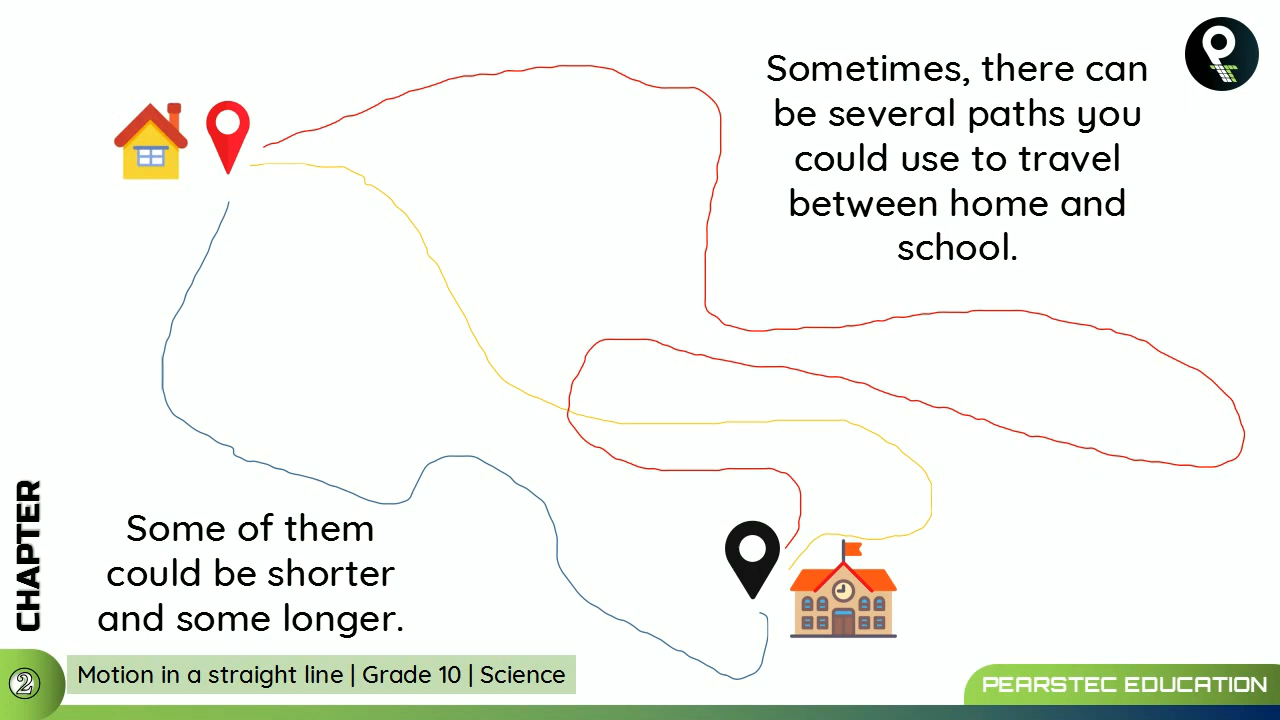 Sometimes, there can
be several paths you
could use to travel
between home and
school.
Some of them
could be shorter
and some longer.
CHAPTER
2
Motion in a straight line | Grade 10 | Science
PEARSTEC EDUCATION